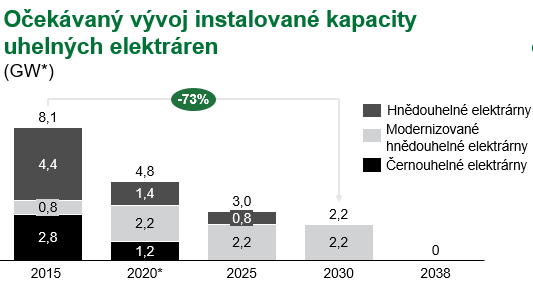 Očekávaný vývoj instalované kapacity
uhelných elektráren
(GW*)
-73%
8,1
4,4
0,8
2,8
4,8
1,4
2,2
1,2
3,0
0,8
2,2
2,2
2,2
0
Hnědouhelné elektrárny
Modernizované
hnědouhelné elektrárny
Černouhelné elektrárny
2015 2020* 2025 2030 2038